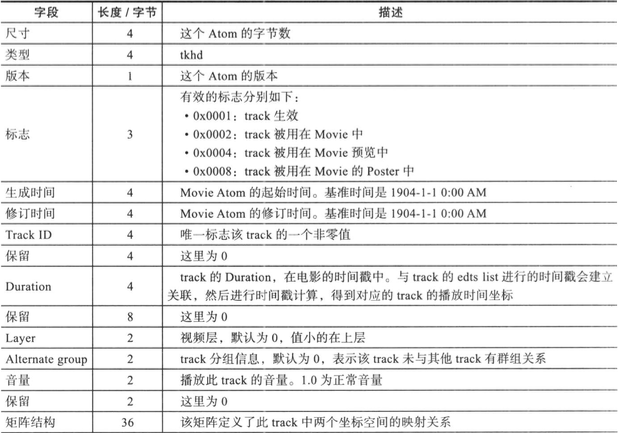 字段 长度/字节 描述
尺寸 4 这个 Atom 的字节数
类型 4 tkhd
版本 1 这个 Atom 的版本
标志 3 有效的标志分别如下：
• 0x0001：track 生效
• 0x0002：track 被用在 Movie 中
• 0x0004：track 被用在 Movie 预览中
• 0x0008：track 被用在 Movie 的 Poster 中
生成时间 4 Movie Atom 的起始时间。基准时间是 1904-1-1 0:00 AM
修订时间 4 Movie Atom 的修订时间。基准时间是 1904-1-1 0:00 AM
Track ID 4 唯一标志该 track 的一个非零值
保留 4 这里为 0
Duration 4 track 的 Duration，在电影的时间戳中。与 track 的 edts list 进行的时间戳会建立
关联，然后进行时间戳计算，得到对应的 track 的播放时间坐标
保留 8 这里为 0
Layer 2 视频层，默认为 0，值小的在上层
Alternate group 2 track 分组信息，默认为 0，表示该 track 未与其他 track 有群组关系
音量 2 播放此 track 的音量。1.0 为正常音量
保留 2 这里为 0
矩阵结构 36 该矩阵定义了此 track 中两个坐标空间的映射关系